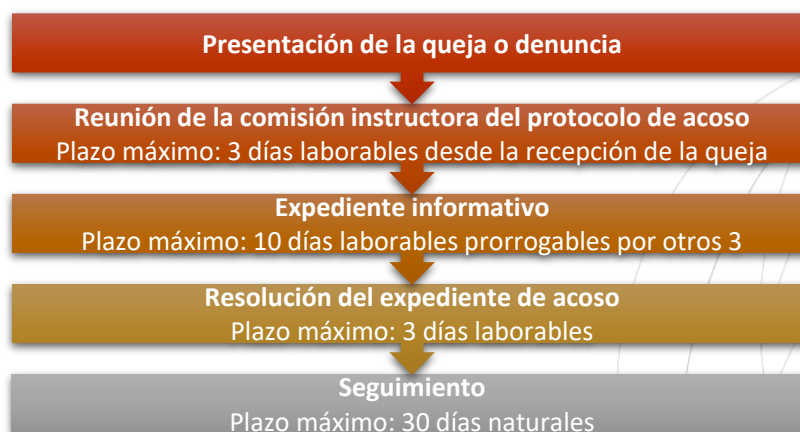 Presentación de la queja o denuncia
Reunión de la comisión instructora del protocolo de acoso
Plazo máximo: 3 días laborables desde la recepción de la queja
Expediente informativo
Plazo máximo: 10 días laborables prorrogables por otros 3
Resolución del expediente de acoso
Plazo máximo: 3 días laborables
Seguimiento
Plazo máximo: 30 días naturales